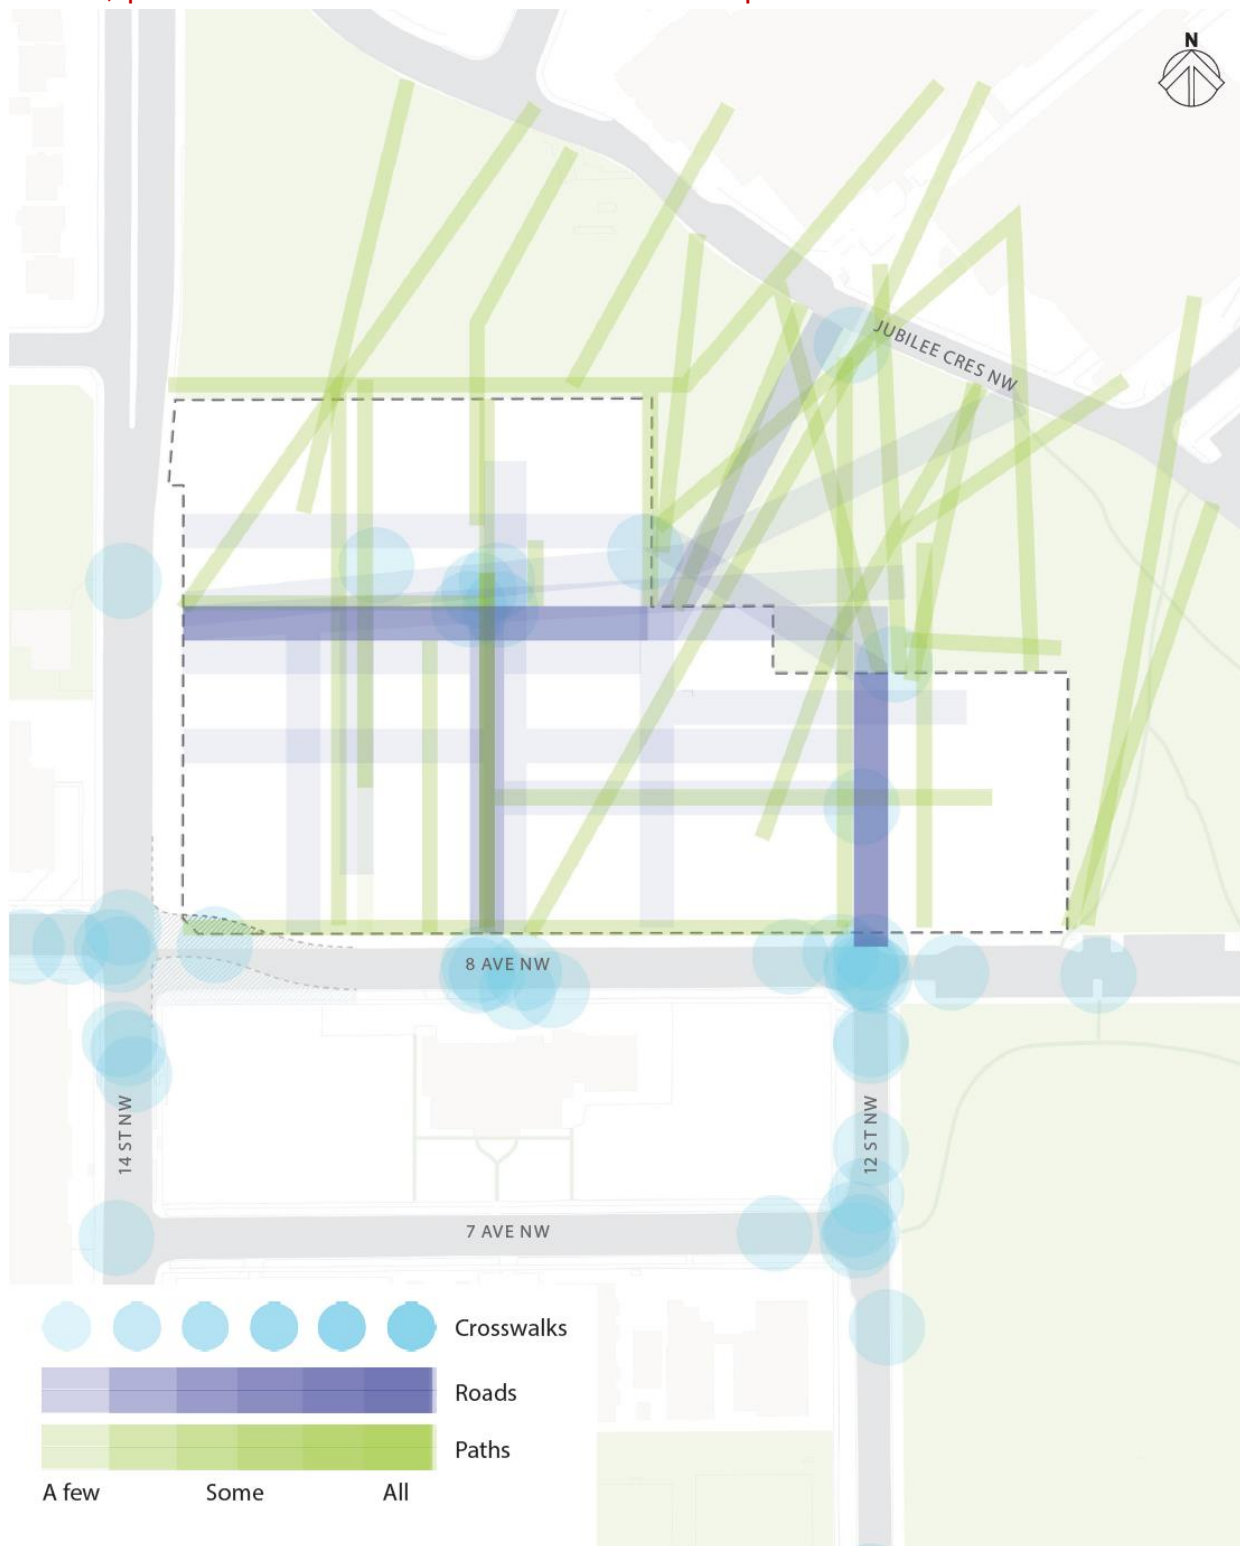 N
JUBILEE CRES NW
8 AVE NW
14 ST NW
12 ST NW
7 AVE NW
Crosswalks
Roads
Paths
A few Some All